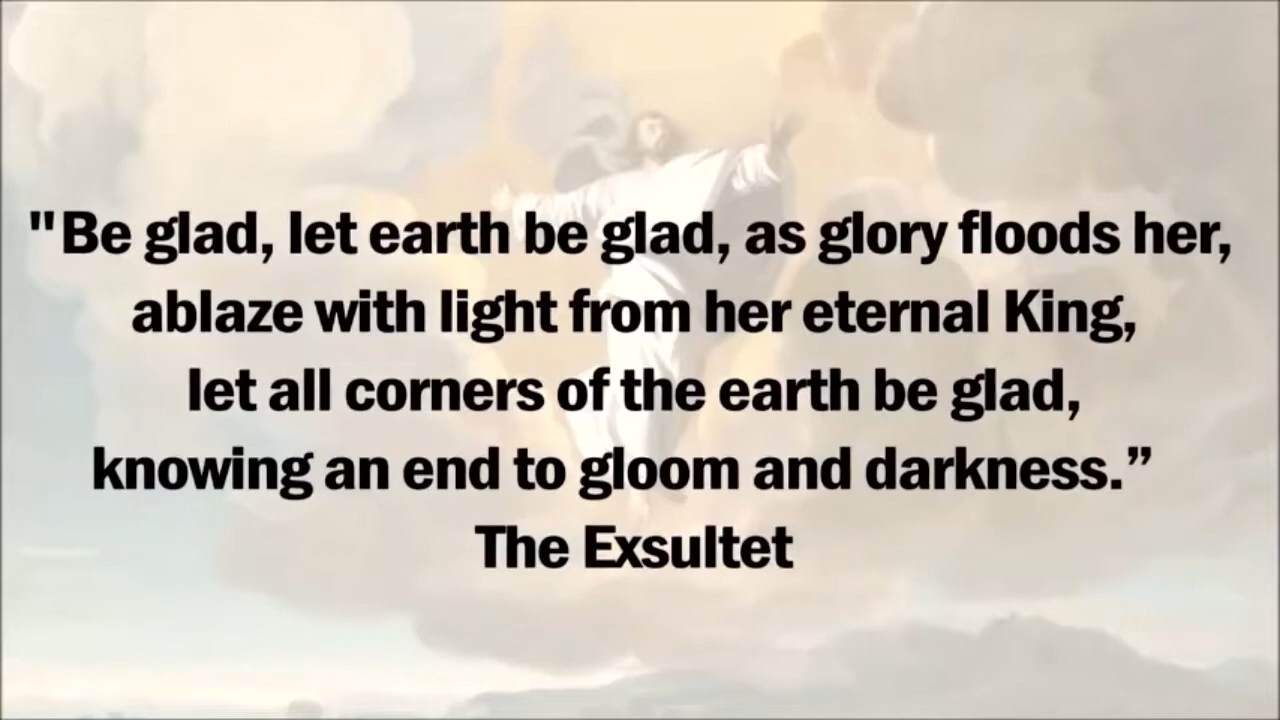 "Be glad, let earth be glad, as glory floods her,
ablaze with light from her eternal King,
let all corners of the earth be glad,
knowing an end to gloom and darkness.”
The Exsultet